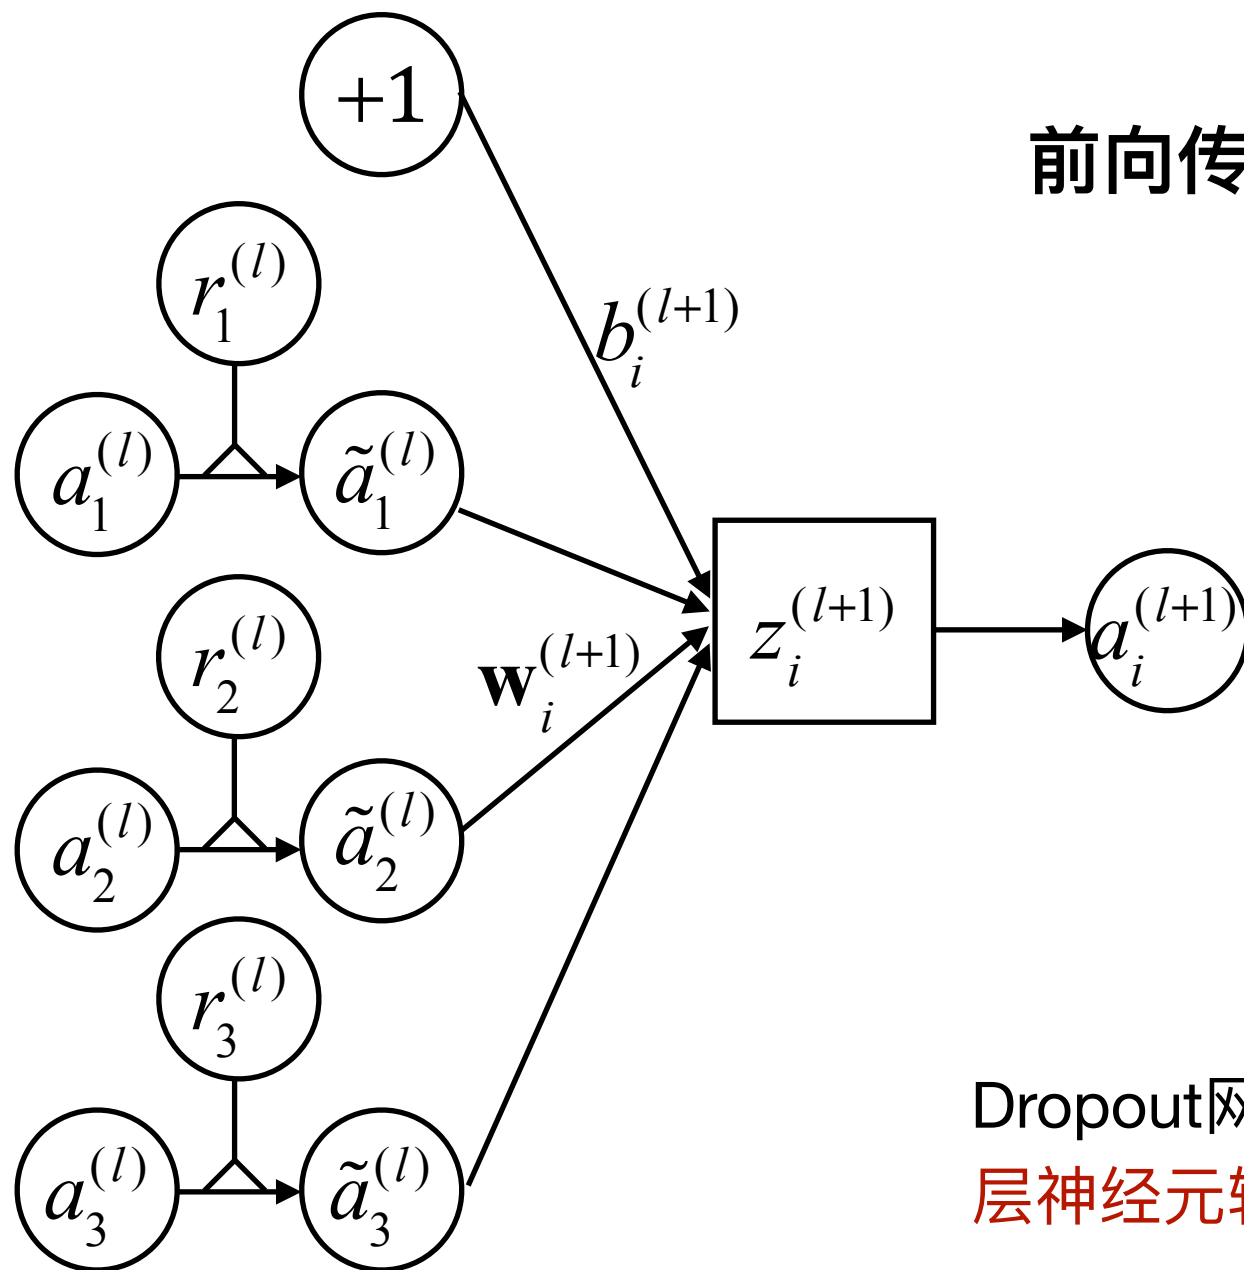 +1
前向传
r_1^{(l)}
b_i^{(l+1)}
a_1^{(l)}
ã_1^{(l)}
r_2^{(l)}
w_i^{(l+1)}
z_i^{(l+1)}
a_i^{(l+1)}
a_2^{(l)}
ã_2^{(l)}
r_3^{(l)}
Dropout网
a_3^{(l)}
ã_3^{(l)}
层神经元输